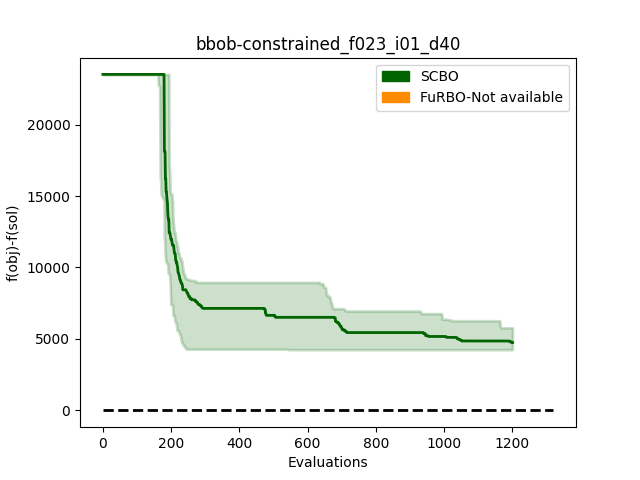 bbob-constrained_f023_i01_d40
SCBO
FuRBO-Not available
f(obj)-f(sol)
20000
15000
10000
5000
0
0 200 400 600 800 1000 1200
Evaluations